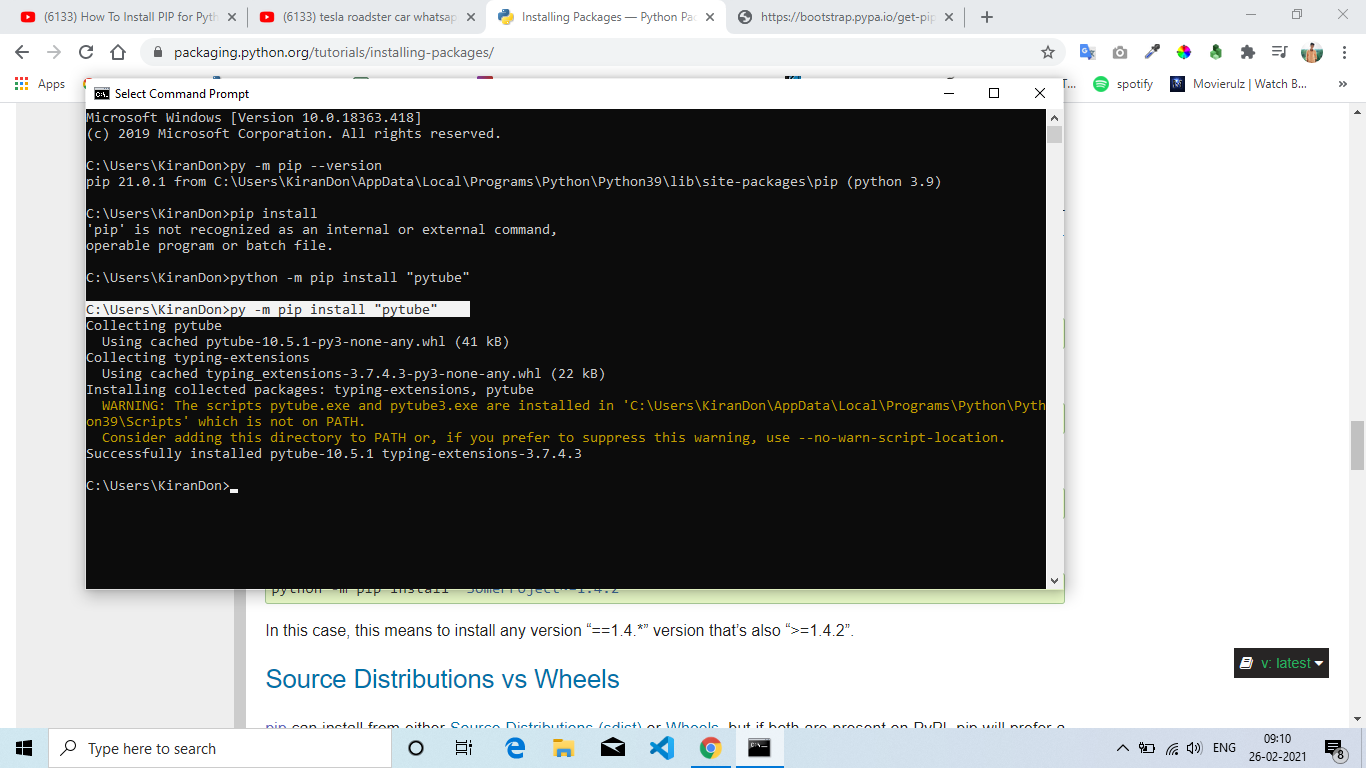 (6133) How To Install PIP for Pyth
(6133) tesla roadster car whatsap
Installing Packages — Python Pac
https://bootstrap.pypa.io/get-pip
packaging.python.org/tutorials/installing-packages/
Apps
T...
spotify
Movierulz | Watch B...
»
Select Command Prompt
Microsoft Windows [Version 10.0.18363.418]
(c) 2019 Microsoft Corporation. All rights reserved.
C:\Users\KiranDon>py -m pip --version
pip 21.0.1 from C:\Users\KiranDon\AppData\Local\Programs\Python\Python39\lib\site-packages\pip (python 3.9)
C:\Users\KiranDon>pip install
'pip' is not recognized as an internal or external command,
operable program or batch file.
C:\Users\KiranDon>python -m pip install "pytube"
C:\Users\KiranDon>py -m pip install "pytube"
Collecting pytube
Using cached pytube-10.5.1-py3-none-any.whl (41 kB)
Collecting typing-extensions
Using cached typing_extensions-3.7.4.3-py3-none-any.whl (22 kB)
Installing collected packages: typing-extensions, pytube
WARNING: The scripts pytube.exe and pytube3.exe are installed in 'C:\Users\KiranDon\AppData\Local\Programs\Python\Pyth
on39\Scripts' which is not on PATH.
Consider adding this directory to PATH or, if you prefer to suppress this warning, use --no-warn-script-location.
Successfully installed pytube-10.5.1 typing-extensions-3.7.4.3
C:\Users\KiranDon>
python -m pip install "SomeProject~=1.4.2"
In this case, this means to install any version “==1.4.*” version that’s also “>=1.4.2”.
v: latest
Source Distributions vs Wheels
pip can install from either Source Distributions (sdist) or Wheels, but if both are present on PyPI, pip will prefer a
Type here to search
ENG
09:10
26-02-2021
8